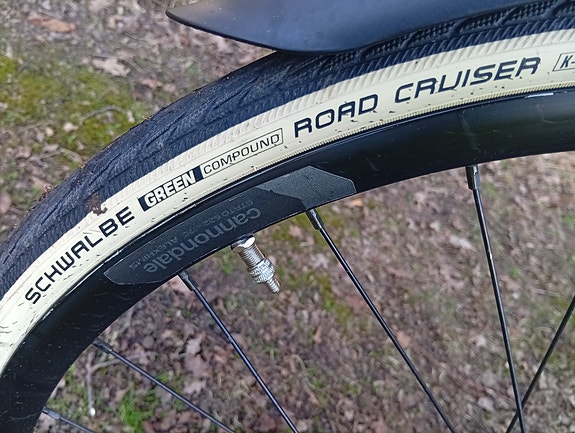 SCHWALBE GREEN COMPOUND ROAD CRUISER K-
cannondale